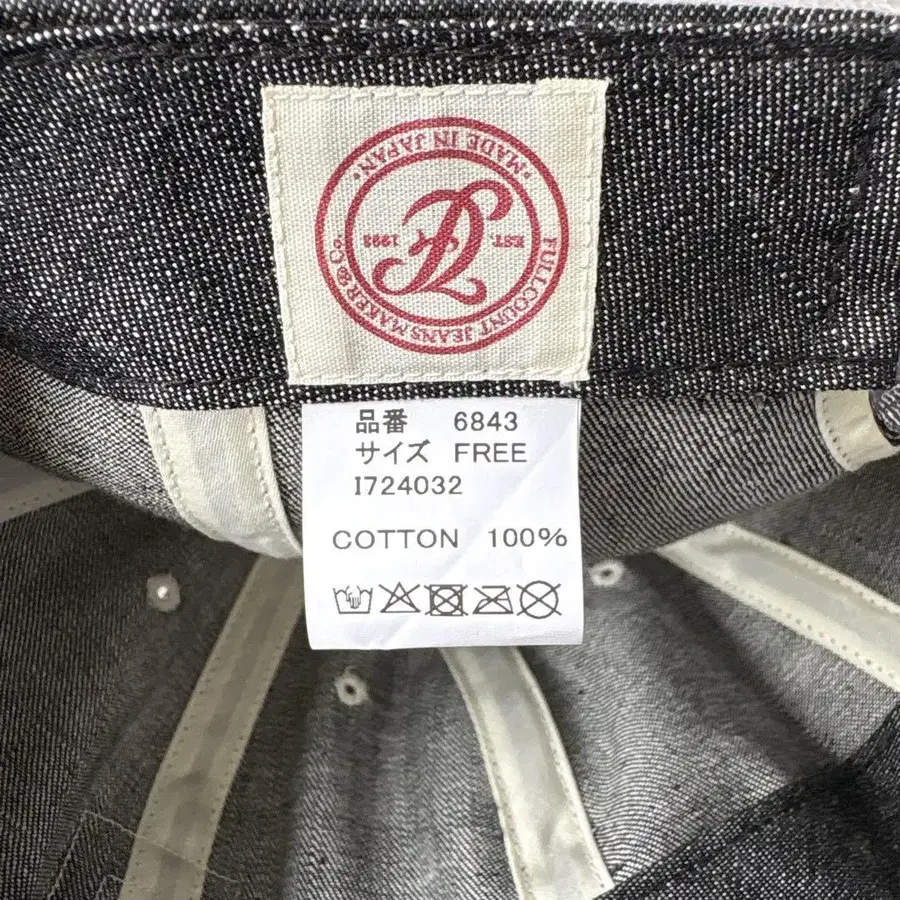 ・MADE IN JAPAN・
EST.
FULLCOUNT JEANS MAKER & Co.
品番 6843
サイズ FREE
I724032
COTTON 100%